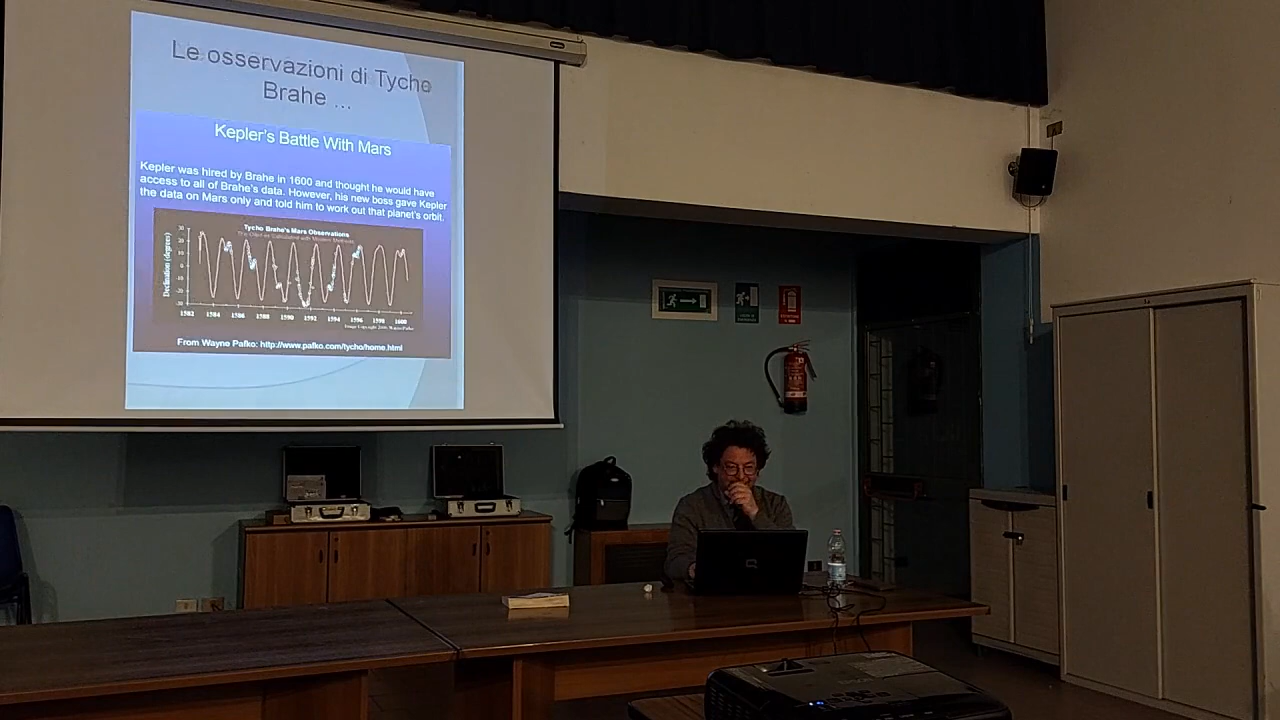 Le osservazioni di Tycho
Brahe ...
Kepler's Battle With Mars
Kepler was hired by Brahe in 1600 and thought he would have
access to all of Brahe's data. However, his new boss gave Kepler
the data on Mars only and told him to work out that planet's orbit.
Tycho Brahe's Mars Observations
Declination (degrees)
1582 1584 1586 1588 1590 1592 1594 1596 1598 1600
From Wayne Pafko: http://www.pafko.com/tycho/home.html